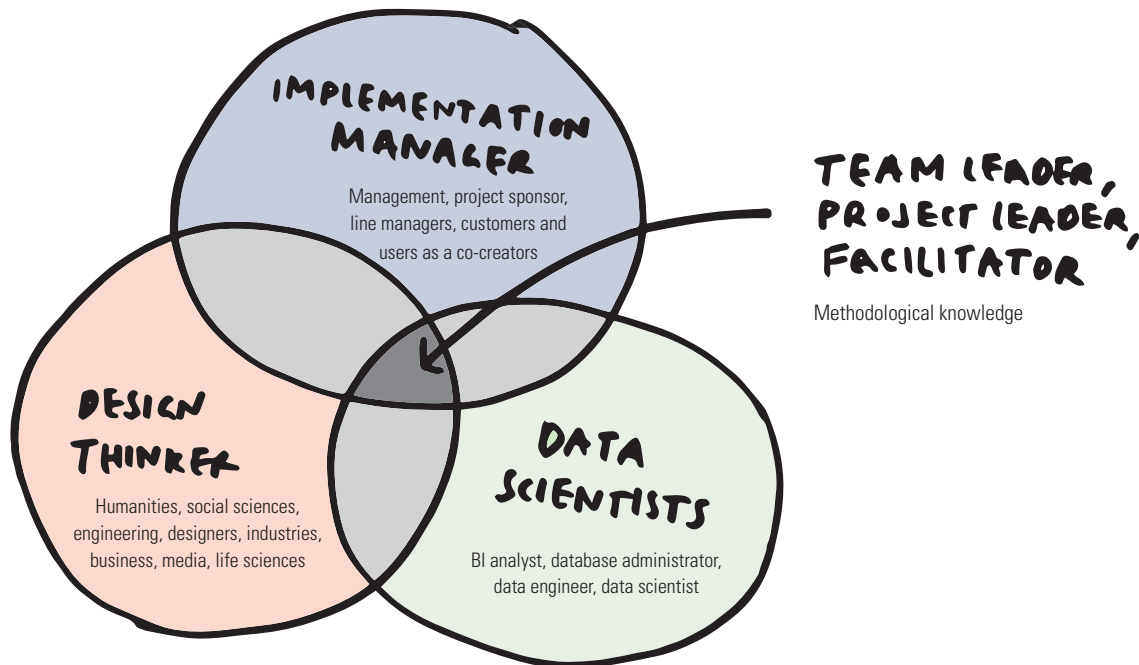 IMPLEMENTATION
MANAGER
Management, project sponsor,
line managers, customers and
users as a co-creators
TEAM LEADER,
PROJECT LEADER,
FACILITATOR
Methodological knowledge
DESIGN
THINKER
Humanities, social sciences,
engineering, designers, industries,
business, media, life sciences
DATA
SCIENTISTS
BI analyst, database administrator,
data engineer, data scientist